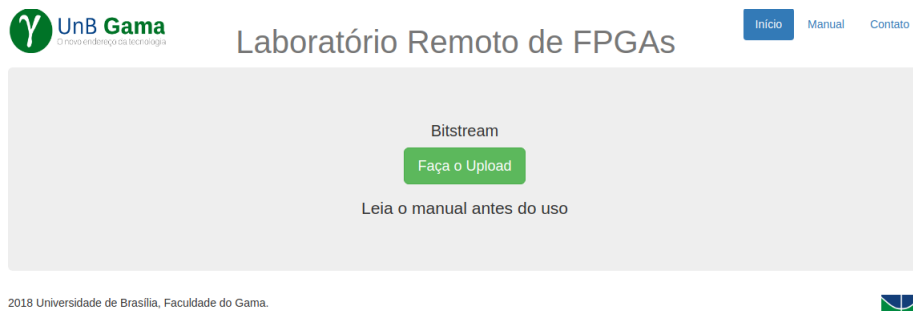 γ UnB Gama
O novo endereço da tecnologia
Laboratório Remoto de FPGAs
Início Manual Contato
Bitstream
Faça o Upload
Leia o manual antes do uso
2018 Universidade de Brasília, Faculdade do Gama.